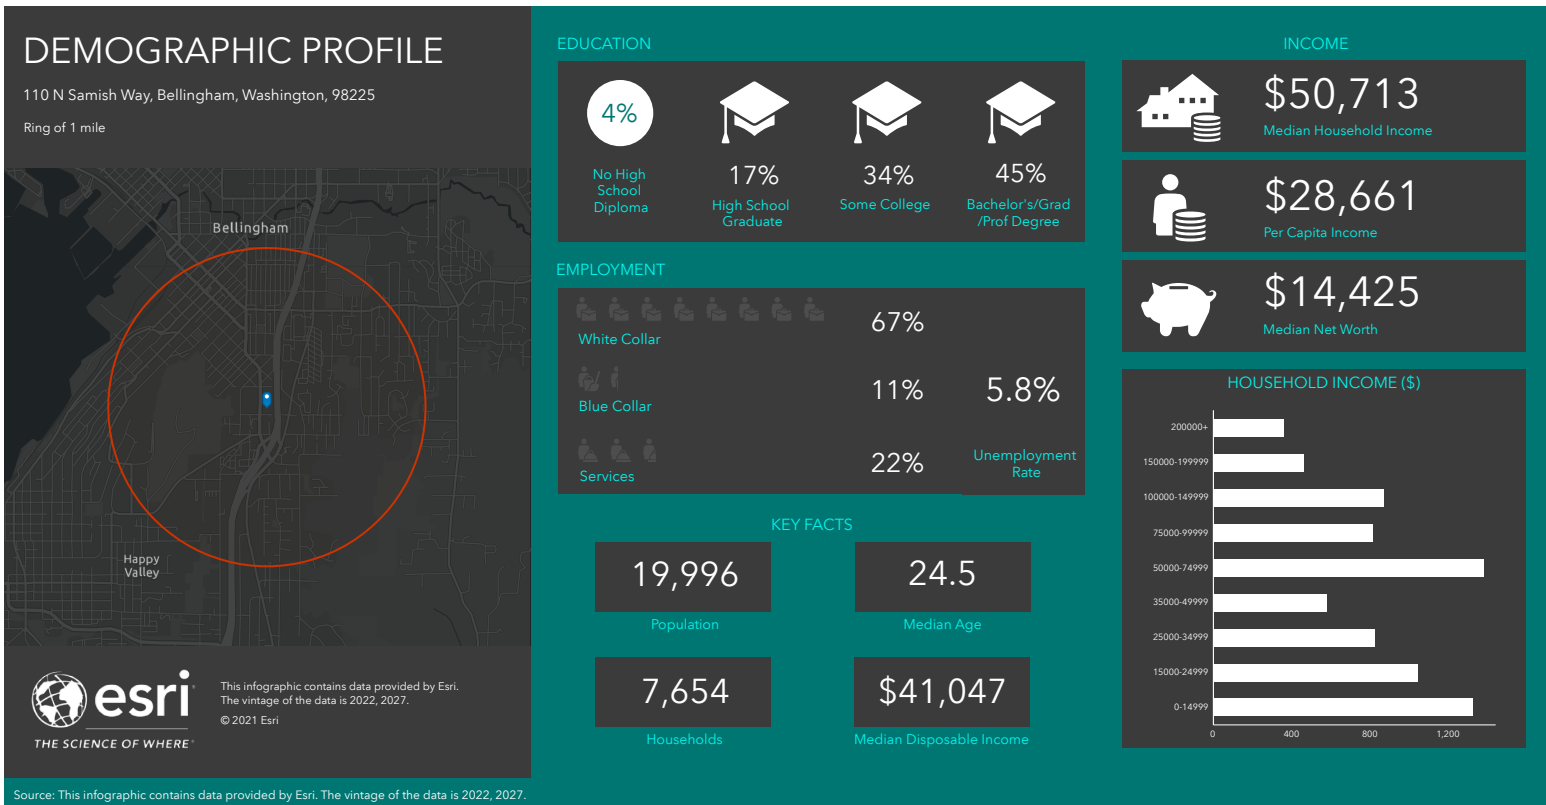 DEMOGRAPHIC PROFILE
110 N Samish Way, Bellingham, Washington, 98225
Ring of 1 mile
Bellingham
Happy
Valley
esri
THE SCIENCE OF WHERE®
This infographic contains data provided by Esri.
The vintage of the data is 2022, 2027.
© 2021 Esri
Source: This infographic contains data provided by Esri. The vintage of the data is 2022, 2027.
EDUCATION
4%
No High
School
Diploma
17%
High School
Graduate
34%
Some College
45%
Bachelor's/Grad
/Prof Degree
EMPLOYMENT
White Collar
67%
Blue Collar
11%
Services
22%
5.8%
Unemployment
Rate
KEY FACTS
19,996
Population
24.5
Median Age
7,654
Households
$41,047
Median Disposable Income
INCOME
$50,713
Median Household Income
$28,661
Per Capita Income
$14,425
Median Net Worth
HOUSEHOLD INCOME ($)
200000+
150000-199999
100000-149999
75000-99999
50000-74999
35000-49999
25000-34999
15000-24999
0-14999
0 400 800 1,200